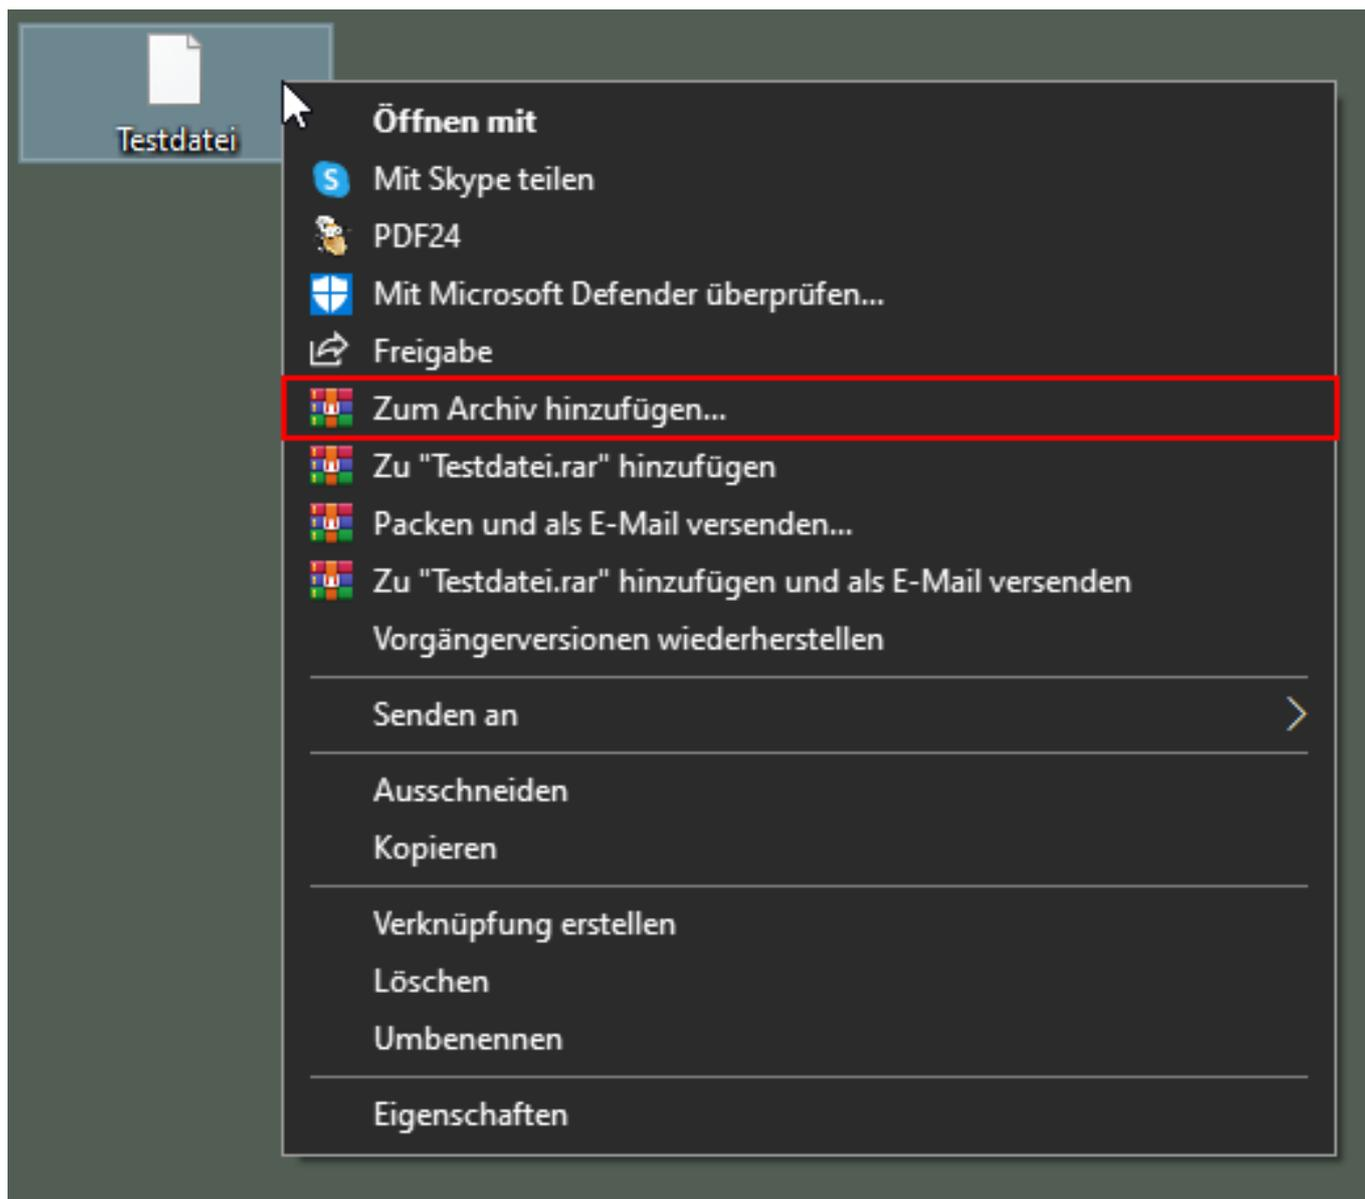 Testdatei
Öffnen mit
Mit Skype teilen
PDF24
Mit Microsoft Defender überprüfen...
Freigabe
Zum Archiv hinzufügen...
Zu "Testdatei.rar" hinzufügen
Packen und als E-Mail versenden...
Zu "Testdatei.rar" hinzufügen und als E-Mail versenden
Vorgängerversionen wiederherstellen
Senden an
Ausschneiden
Kopieren
Verknüpfung erstellen
Löschen
Umbenennen
Eigenschaften